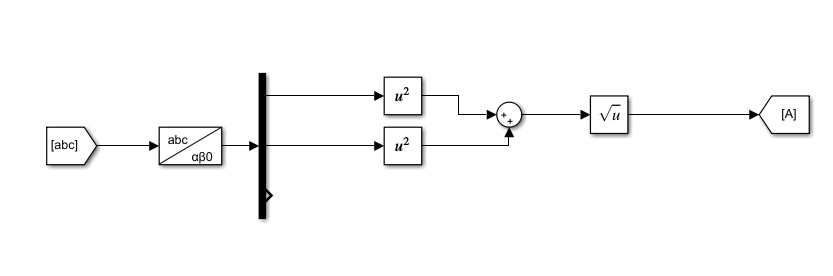 [abc]
abc
αβ0
u²
u²
+
+
√u
[A]